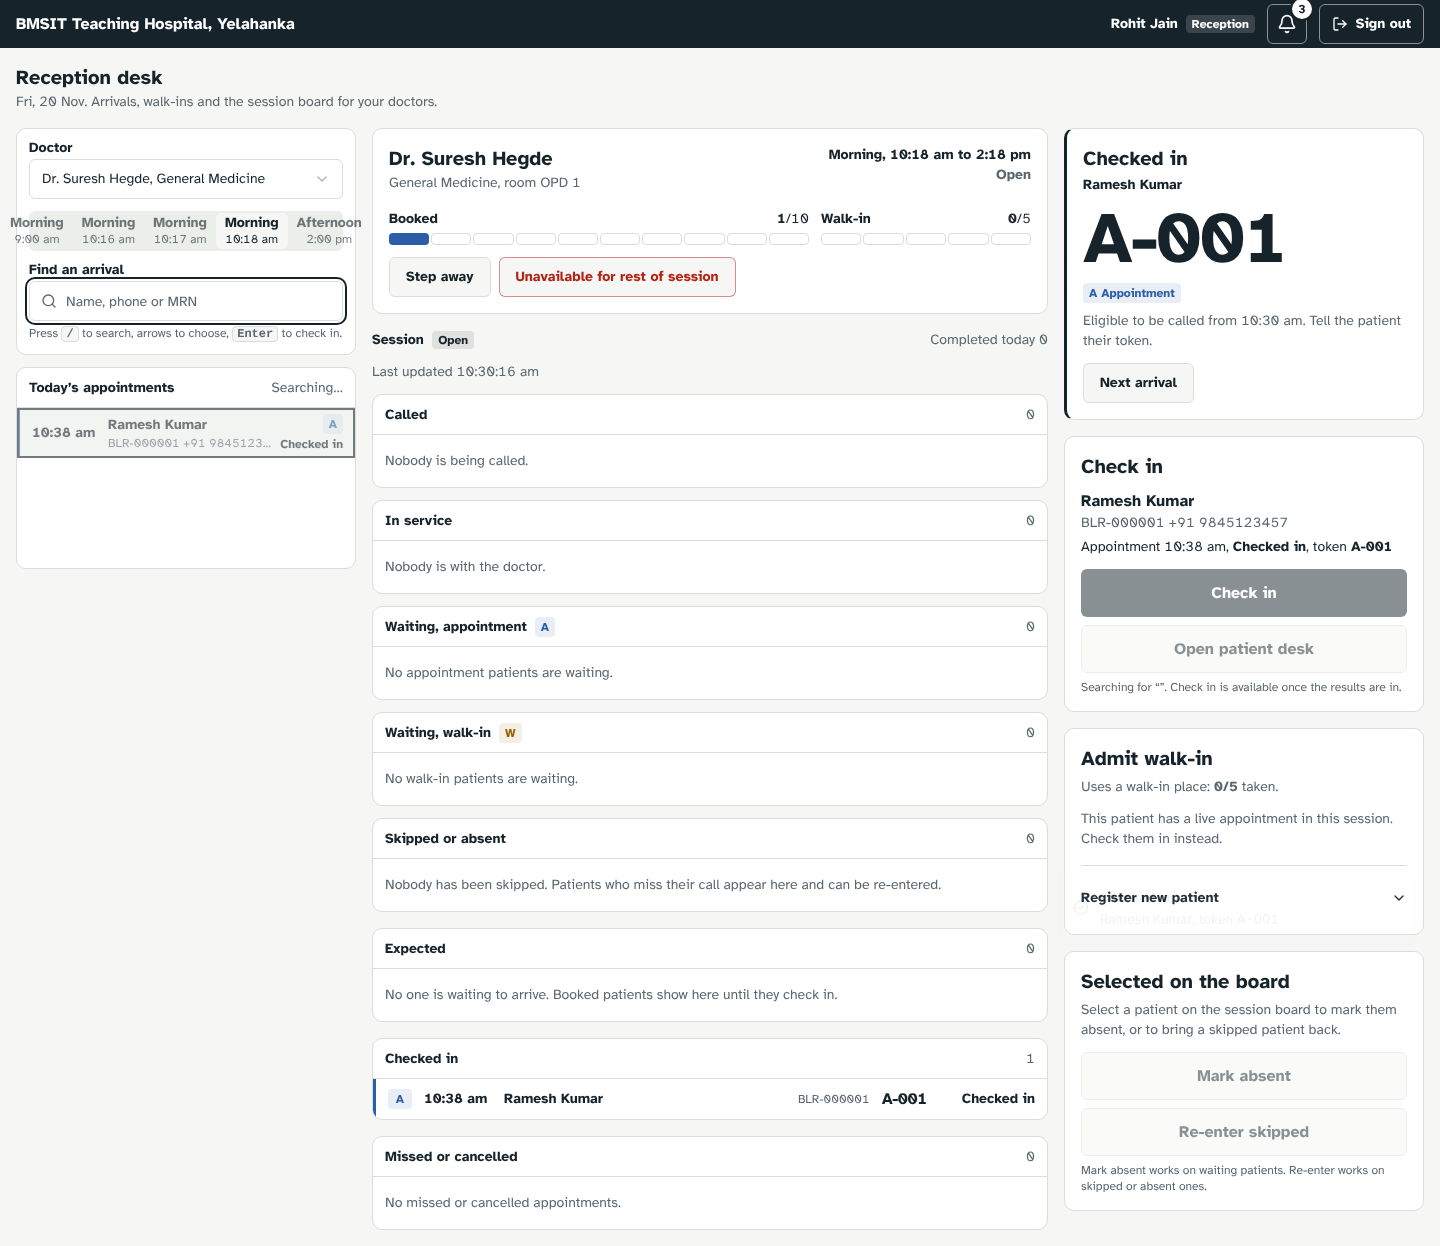 BMSIT Teaching Hospital, Yelahanka
Rohit Jain Reception 3 Sign out
Reception desk
Fri, 20 Nov. Arrivals, walk-ins and the session board for your doctors.
Doctor
Dr. Suresh Hegde, General Medicine
Morning Morning Morning Morning Afternoon
9:00 am 10:16 am 10:17 am 10:18 am 2:00 pm
Find an arrival
Name, phone or MRN
Press / to search, arrows to choose, Enter to check in.
Today's appointments Searching...
10:38 am Ramesh Kumar A
BLR-000001 +91 9845123... Checked in
Dr. Suresh Hegde
General Medicine, room OPD 1
Morning, 10:18 am to 2:18 pm
Open
Booked 1/10 Walk-in 0/5
Step away Unavailable for rest of session
Session Open Completed today 0
Last updated 10:30:16 am
Called 0
Nobody is being called.
In service 0
Nobody is with the doctor.
Waiting, appointment A 0
No appointment patients are waiting.
Waiting, walk-in W 0
No walk-in patients are waiting.
Skipped or absent 0
Nobody has been skipped. Patients who miss their call appear here and can be re-entered.
Expected 0
No one is waiting to arrive. Booked patients show here until they check in.
Checked in 1
A 10:38 am Ramesh Kumar BLR-000001 A-001 Checked in
Missed or cancelled 0
No missed or cancelled appointments.
Checked in
Ramesh Kumar
A-001
A Appointment
Eligible to be called from 10:30 am. Tell the patient
their token.
Next arrival
Check in
Ramesh Kumar
BLR-000001 +91 9845123457
Appointment 10:38 am, Checked in, token A-001
Check in
Open patient desk
Searching for “”. Check in is available once the results are in.
Admit walk-in
Uses a walk-in place: 0/5 taken.
This patient has a live appointment in this session.
Check them in instead.
Register new patient
Ramesh Kumar, token A-001
Selected on the board
Select a patient on the session board to mark them
absent, or to bring a skipped patient back.
Mark absent
Re-enter skipped
Mark absent works on waiting patients. Re-enter works on
skipped or absent ones.